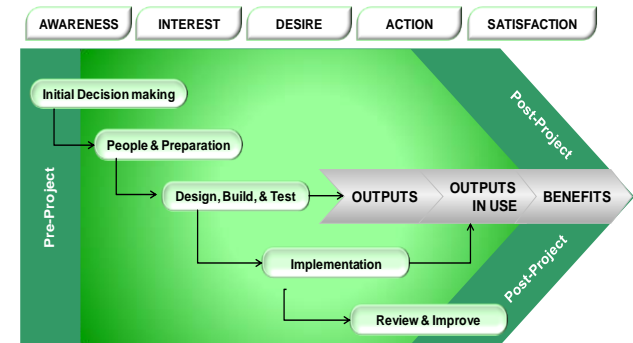 AWARENESS
INTEREST
DESIRE
ACTION
SATISFACTION
Initial Decision making
Post-Project
People & Preparation
Pre-Project
Design, Build, & Test
OUTPUTS
OUTPUTS
IN USE
BENEFITS
Implementation
Post-Project
Review & Improve